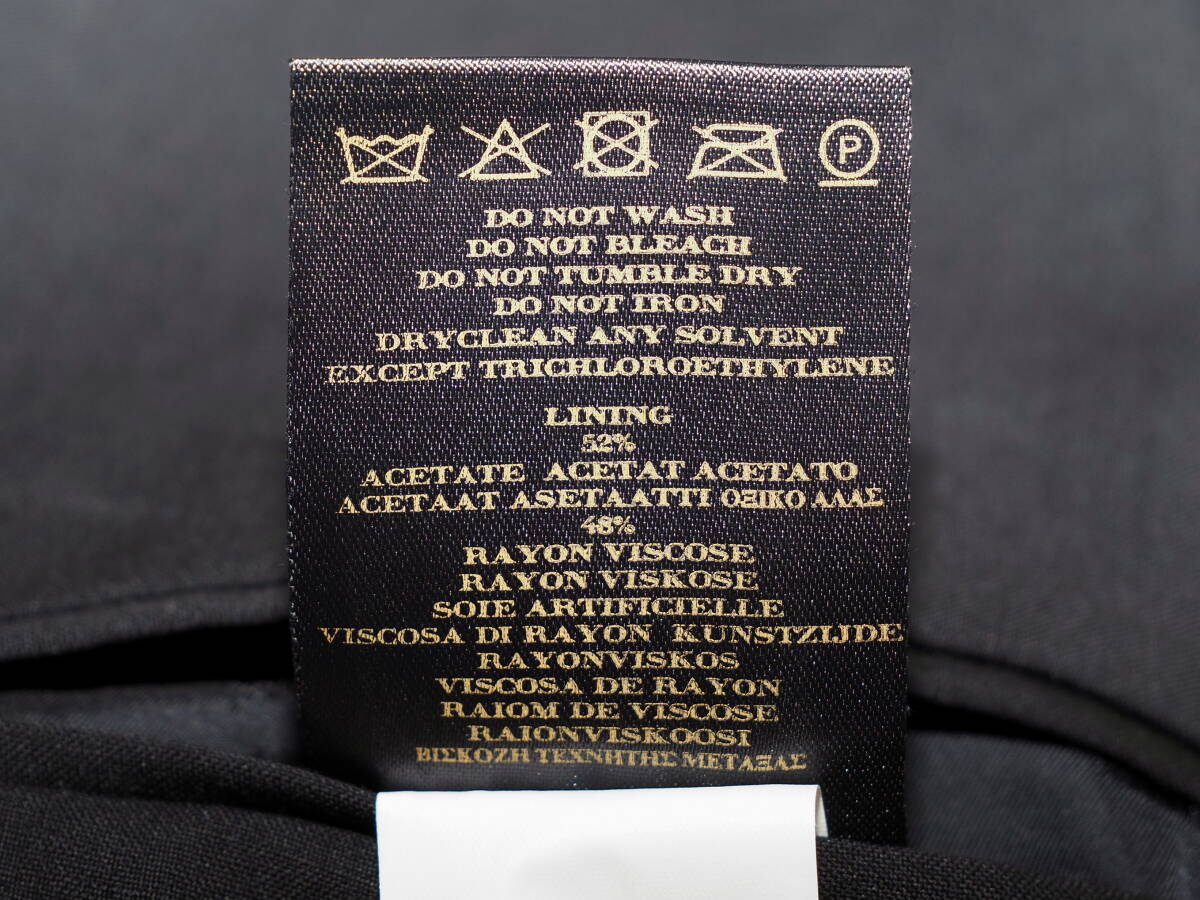 P
DO NOT WASH
DO NOT BLEACH
DO NOT TUMBLE DRY
DO NOT IRON
DRYCLEAN ANY SOLVENT
EXCEPT TRICHLOROETHYLENE
LINING
52%
ACETATE ACETAT ACETATO
ACETAAT ASETAATTI ΟΞΙΚΟ ΑΛΑΣ
48%
RAYON VISCOSE
RAYON VISKOSE
SOIE ARTIFICIELLE
VISCOSA DI RAYON KUNSTZIJDE
RAYONVISKOS
VISCOSA DE RAYON
RAIOM DE VISCOSE
RAIONVISKOOSI
ΒΙΣΚΟΖΗ ΤΕΧΝΗΤΗΣ ΜΕΤΑΞΑΣ